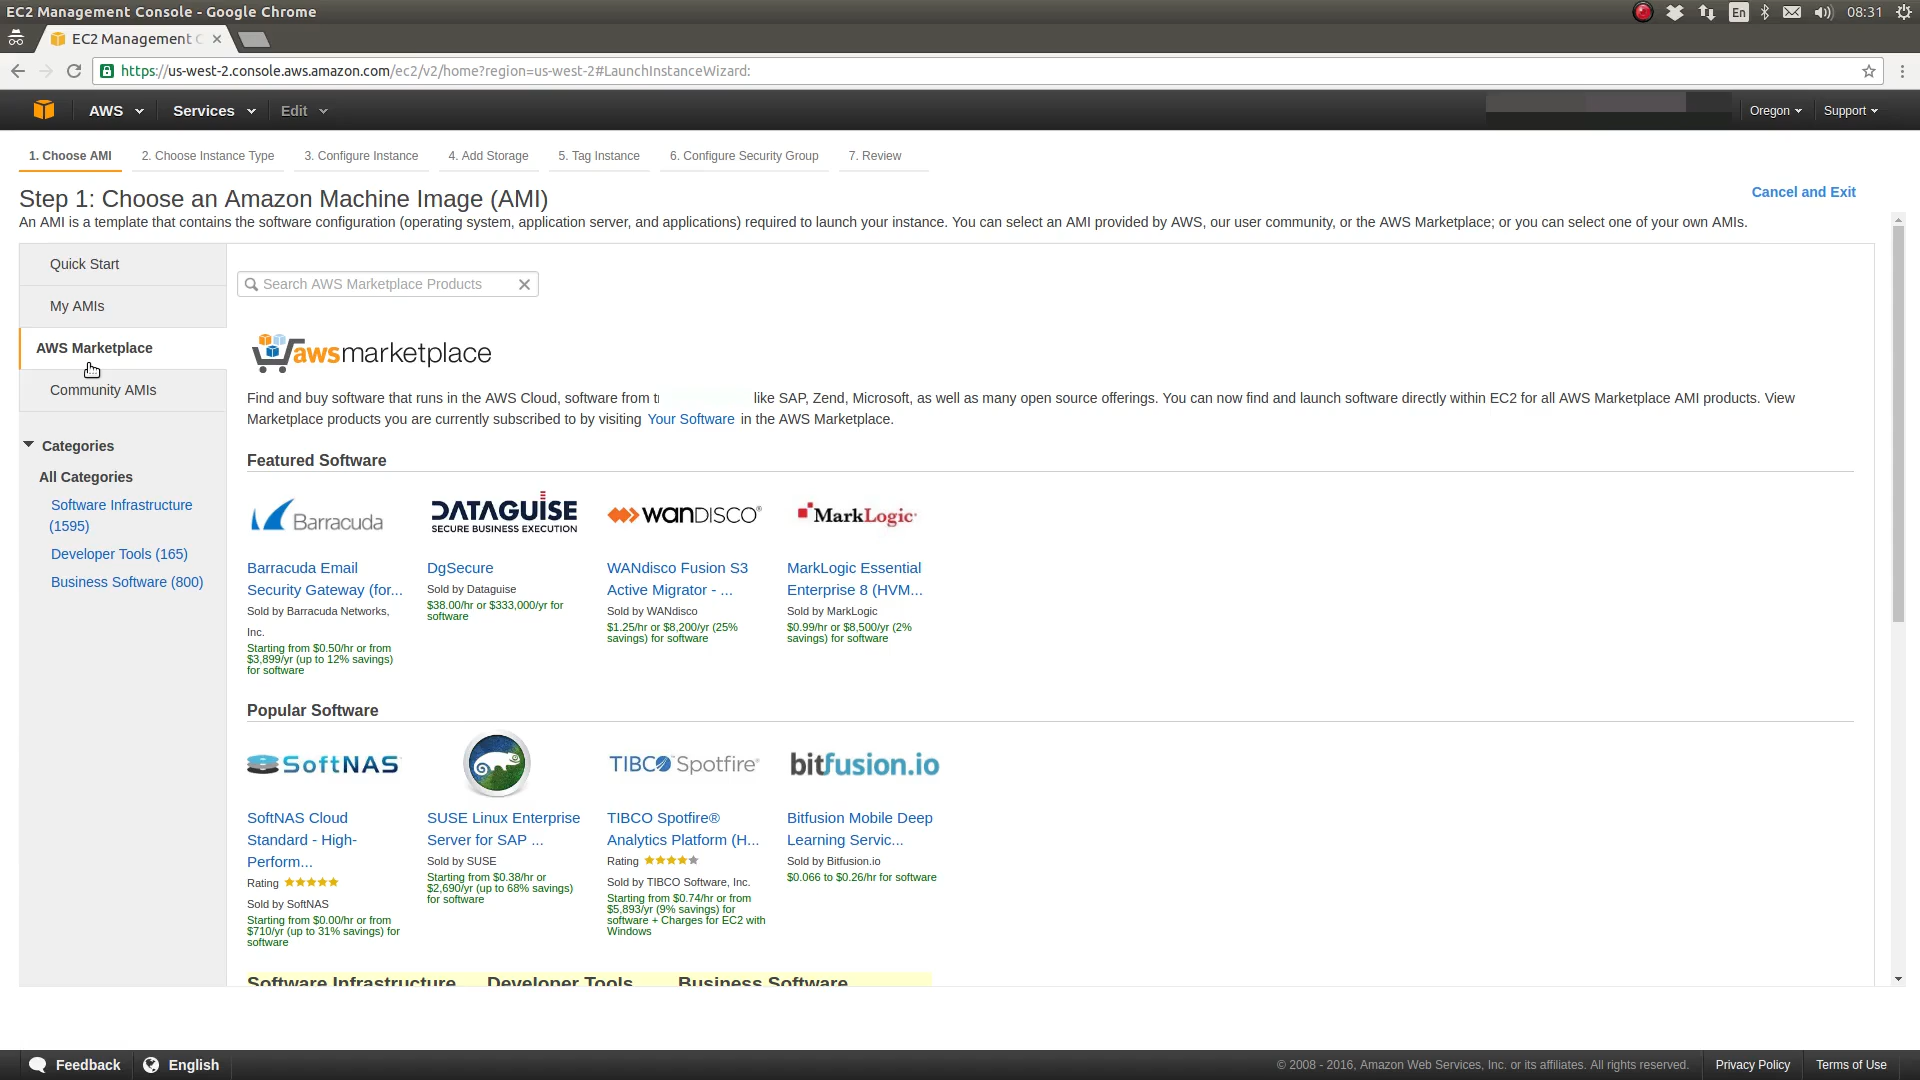 EC2 Management Console - Google Chrome
En
08:31
EC2 Management C
https://us-west-2.console.aws.amazon.com/ec2/v2/home?region=us-west-2#LaunchInstanceWizard:
AWS Services Edit Oregon Support
1. Choose AMI 2. Choose Instance Type 3. Configure Instance 4. Add Storage 5. Tag Instance 6. Configure Security Group 7. Review
Step 1: Choose an Amazon Machine Image (AMI)
Cancel and Exit
An AMI is a template that contains the software configuration (operating system, application server, and applications) required to launch your instance. You can select an AMI provided by AWS, our user community, or the AWS Marketplace; or you can select one of your own AMIs.
Quick Start
My AMIs
AWS Marketplace
Community AMIs
Categories
All Categories
Software Infrastructure
(1595)
Developer Tools (165)
Business Software (800)
Search AWS Marketplace Products
awsmarketplace
Find and buy software that runs in the AWS Cloud, software from like SAP, Zend, Microsoft, as well as many open source offerings. You can now find and launch software directly within EC2 for all AWS Marketplace AMI products. View
Marketplace products you are currently subscribed to by visiting Your Software in the AWS Marketplace.
Featured Software
Barracuda
Barracuda Email
Security Gateway (for...
Sold by Barracuda Networks,
Inc.
Starting from $0.50/hr or from
$3,899/yr (up to 12% savings)
for software
DATAGUISE
SECURE BUSINESS EXECUTION
DgSecure
Sold by Dataguise
$38.00/hr or $333,000/yr for
software
WANDISCO
WANdisco Fusion S3
Active Migrator - ...
Sold by WANdisco
$1.25/hr or $8,200/yr (25%
savings) for software
MarkLogic
MarkLogic Essential
Enterprise 8 (HVM...
Sold by MarkLogic
$0.99/hr or $8,500/yr (2%
savings) for software
Popular Software
SoftNAS
SoftNAS Cloud
Standard - High-
Perform...
Rating
Sold by SoftNAS
Starting from $0.00/hr or from
$710/yr (up to 31% savings) for
software
SUSE Linux Enterprise
Server for SAP ...
Sold by SUSE
Starting from $0.38/hr or
$2,690/yr (up to 68% savings)
for software
TIBCO Spotfire®
TIBCO Spotfire®
Analytics Platform (H...
Rating
Sold by TIBCO Software, Inc.
Starting from $0.74/hr or from
$5,893/yr (9% savings) for
software + Charges for EC2 with
Windows
bitfusion.io
Bitfusion Mobile Deep
Learning Servic...
Sold by Bitfusion.io
$0.066 to $0.26/hr for software
Software Infrastructure Developer Tools Business Software
Feedback English
© 2008 - 2016, Amazon Web Services, Inc. or its affiliates. All rights reserved. Privacy Policy Terms of Use